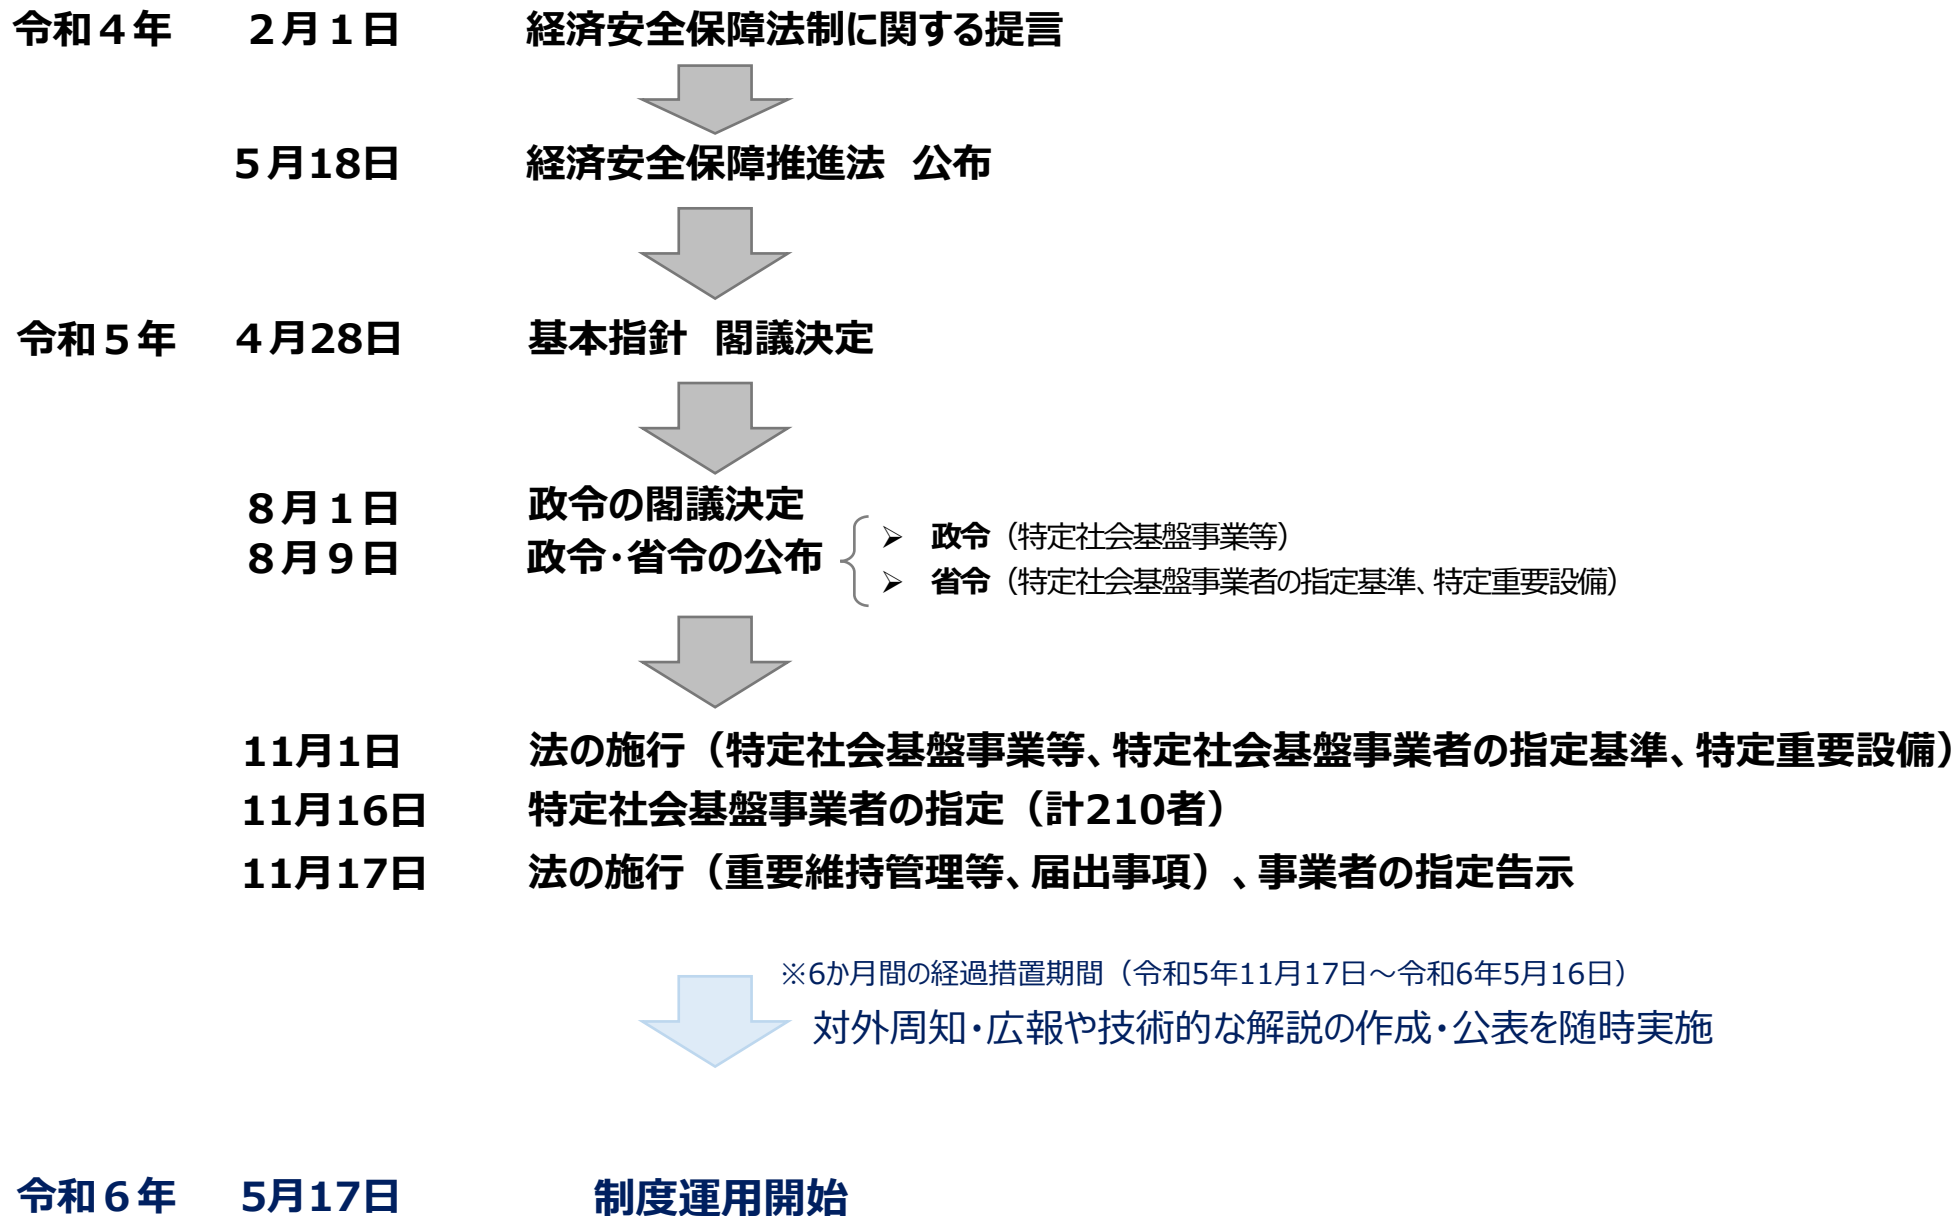 令和４年　２月１日　経済安全保障法制に関する提言
５月18日　経済安全保障推進法　公布
令和５年　４月28日　基本指針　閣議決定
８月１日　政令の閣議決定
８月９日　政令・省令の公布
➢ 政令（特定社会基盤事業等）
➢ 省令（特定社会基盤事業者の指定基準、特定重要設備）
11月1日　法の施行（特定社会基盤事業等、特定社会基盤事業者の指定基準、特定重要設備）
11月16日　特定社会基盤事業者の指定（計210者）
11月17日　法の施行（重要維持管理等、届出事項）、事業者の指定告示
※6か月間の経過措置期間（令和5年11月17日～令和6年5月16日）
対外周知・広報や技術的な解説の作成・公表を随時実施
令和６年　5月17日　制度運用開始